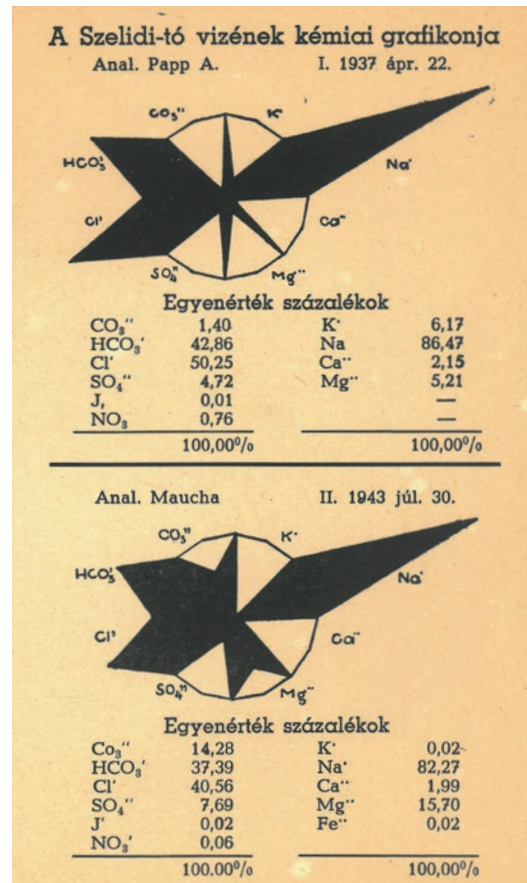 A Szelidi-tó vizének kémiai grafikonja
Anal. Papp A. I. 1937 ápr. 22.
CO₃'' K·
HCO₃' Na·
Cl' Ca··
SO₄'' Mg··
Egyenérték százalékok
CO₃'' 1,40 K· 6,17
HCO₃' 42,86 Na 86,47
Cl' 50,25 Ca·· 2,15
SO₄'' 4,72 Mg·· 5,21
J, 0,01 —
NO₃ 0,76 —
100,00% 100,00%
Anal. Maucha II. 1943 júl. 30.
CO₃'' K·
HCO₃' Na·
Cl' Ca··
SO₄'' Mg··
Egyenérték százalékok
Co₃'' 14,28 K· 0,02
HCO₃' 37,39 Na· 82,27
Cl' 40,56 Ca·· 1,99
SO₄'' 7,69 Mg·· 15,70
J' 0,02 Fe·· 0,02
NO₃' 0,06
100,00% 100,00%